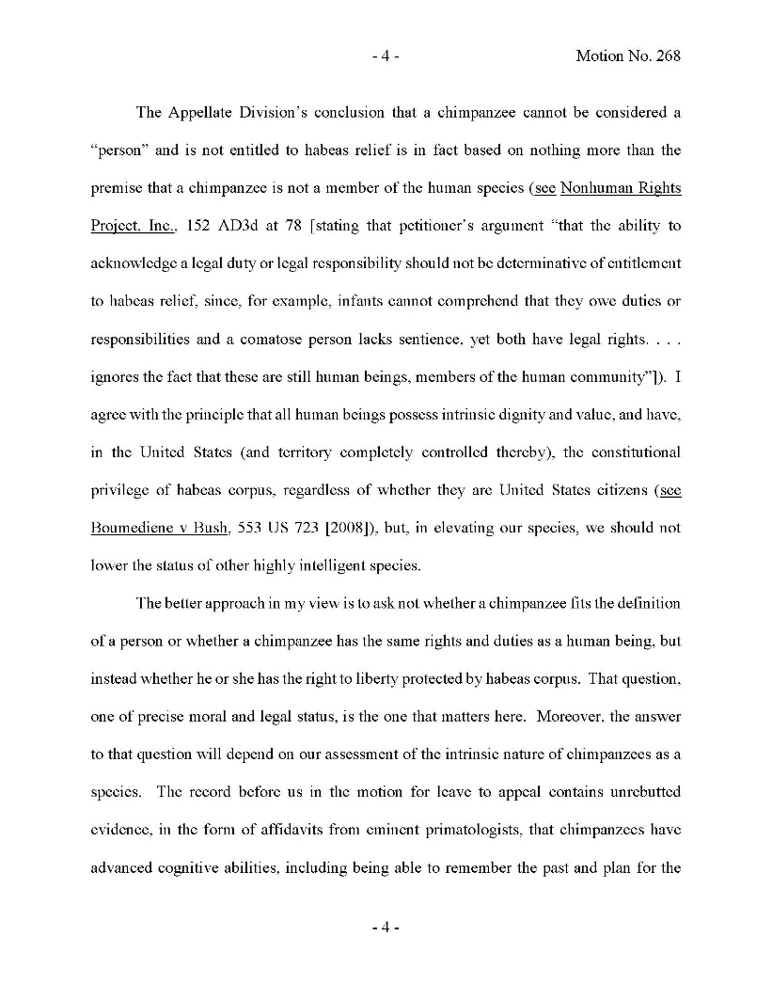 - 4 - Motion No. 268
The Appellate Division’s conclusion that a chimpanzee cannot be considered a
“person” and is not entitled to habeas relief is in fact based on nothing more than the
premise that a chimpanzee is not a member of the human species (see Nonhuman Rights
Project, Inc., 152 AD3d at 78 [stating that petitioner’s argument “that the ability to
acknowledge a legal duty or legal responsibility should not be determinative of entitlement
to habeas relief, since, for example, infants cannot comprehend that they owe duties or
responsibilities and a comatose person lacks sentience, yet both have legal rights. . . .
ignores the fact that these are still human beings, members of the human community”]). I
agree with the principle that all human beings possess intrinsic dignity and value, and have,
in the United States (and territory completely controlled thereby), the constitutional
privilege of habeas corpus, regardless of whether they are United States citizens (see
Boumediene v Bush, 553 US 723 [2008]), but, in elevating our species, we should not
lower the status of other highly intelligent species.
The better approach in my view is to ask not whether a chimpanzee fits the definition
of a person or whether a chimpanzee has the same rights and duties as a human being, but
instead whether he or she has the right to liberty protected by habeas corpus. That question,
one of precise moral and legal status, is the one that matters here. Moreover, the answer
to that question will depend on our assessment of the intrinsic nature of chimpanzees as a
species. The record before us in the motion for leave to appeal contains unrebutted
evidence, in the form of affidavits from eminent primatologists, that chimpanzees have
advanced cognitive abilities, including being able to remember the past and plan for the
- 4 -